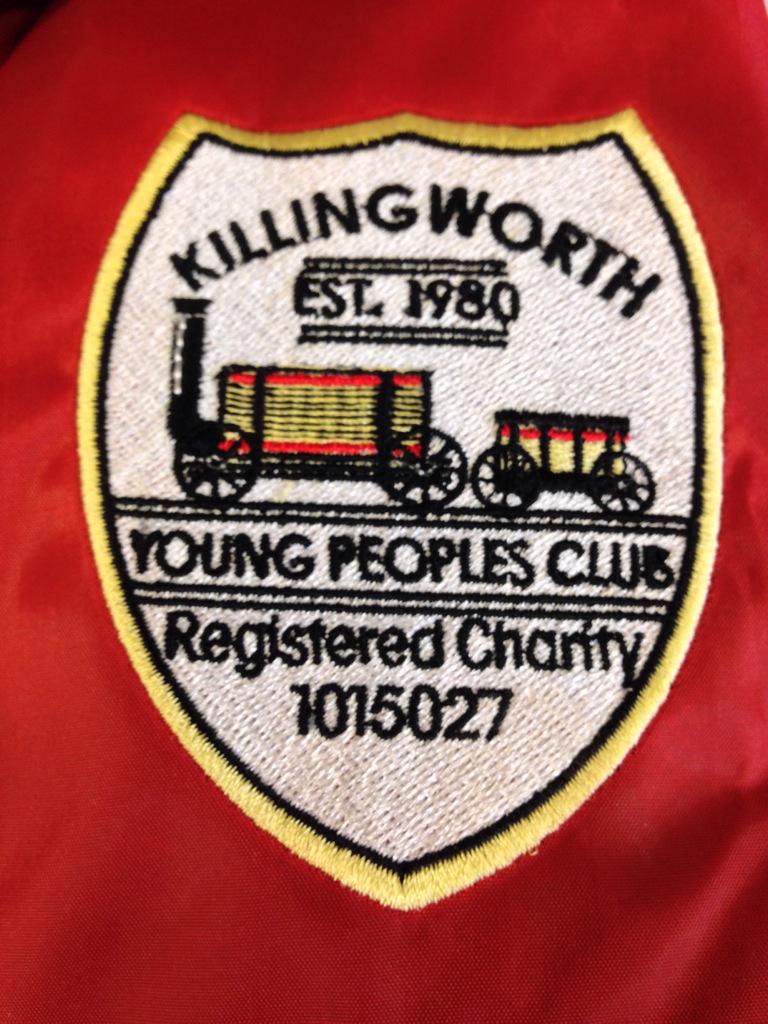 KILLINGWORTH
EST. 1980
YOUNG PEOPLES CLUB
Registered Charity
1015027